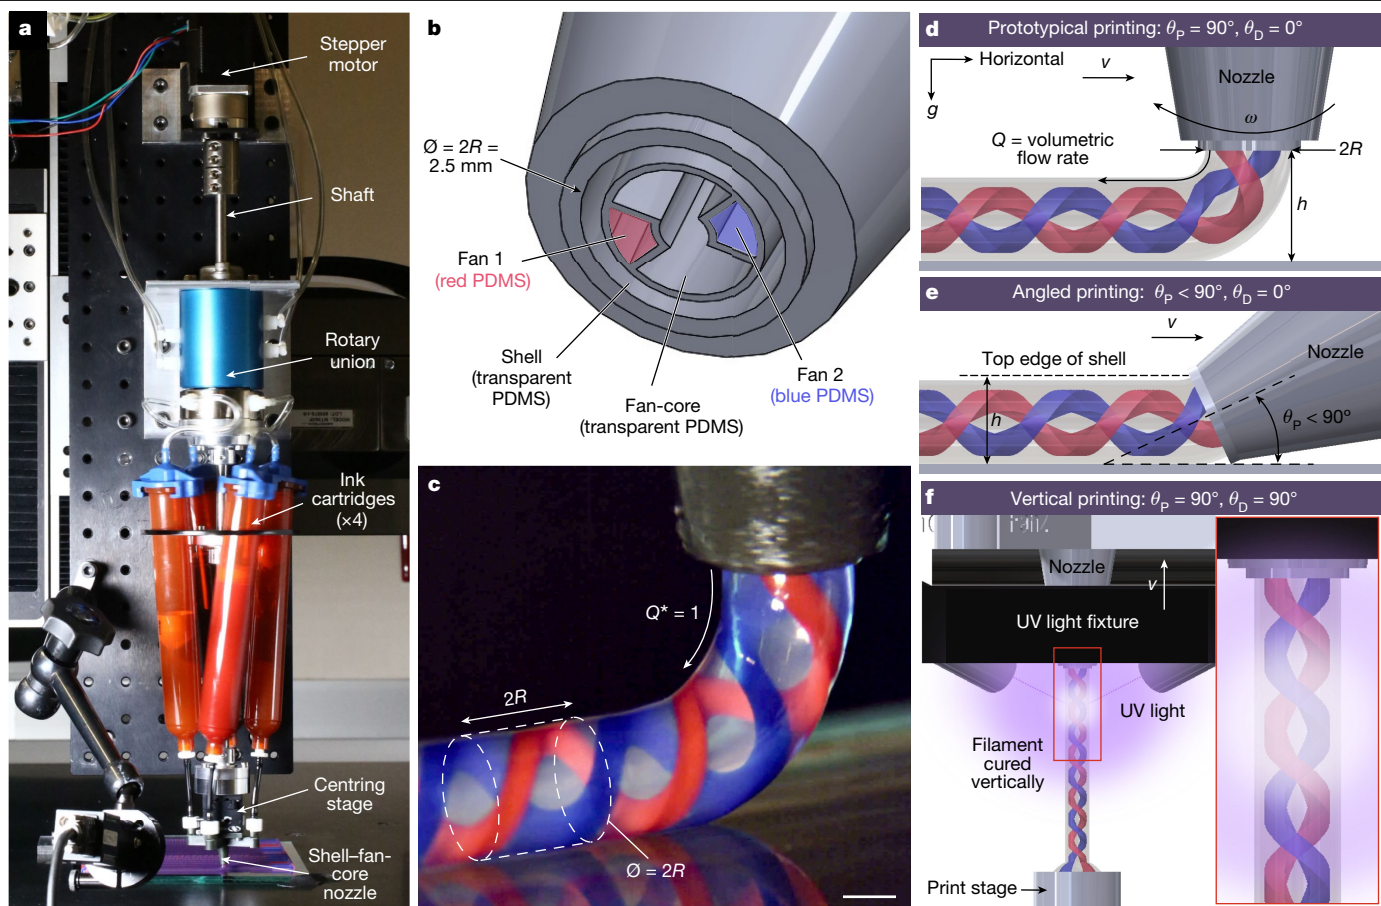 a
Stepper
motor
Shaft
Rotary
union
Ink
cartridges
(×4)
Centring
stage
Shell–fan-
core
nozzle
b
Ø = 2R =
2.5 mm
Fan 1
(red PDMS)
Shell
(transparent
PDMS)
Fan-core
(transparent PDMS)
Fan 2
(blue PDMS)
c
Q* = 1
2R
Ø = 2R
d Prototypical printing: θP = 90°, θD = 0°
Horizontal
g
v
Nozzle
ω
Q = volumetric
flow rate
2R
h
e Angled printing: θP < 90°, θD = 0°
v
Nozzle
Top edge of shell
h
θP < 90°
f Vertical printing: θP = 90°, θD = 90°
Nozzle
v
UV light fixture
UV light
Filament
cured
vertically
Print stage